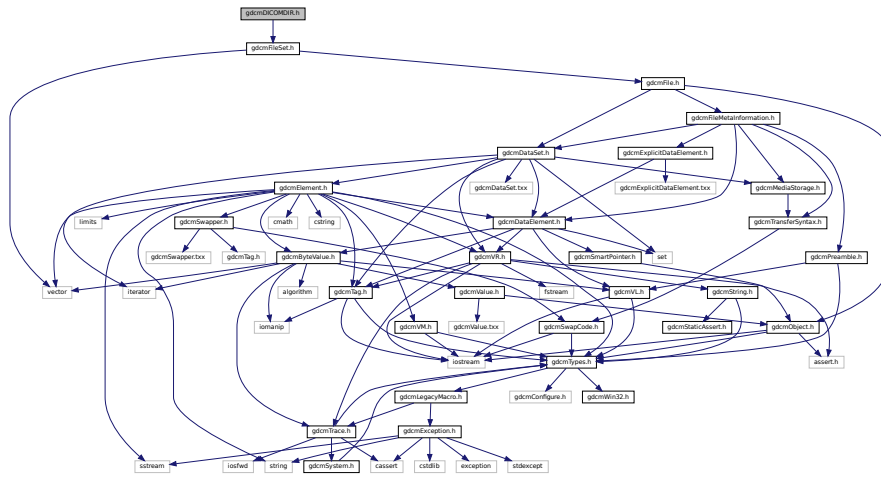 gdcmDICOMDIR.h
gdcmFileSet.h
gdcmFile.h
gdcmFileMetaInformation.h
gdcmDataSet.h
gdcmExplicitDataElement.h
gdcmElement.h
gdcmDataSet.txx
gdcmExplicitDataElement.txx
gdcmMediaStorage.h
limits
gdcmSwapper.h
cmath
cstring
gdcmDataElement.h
gdcmTransferSyntax.h
gdcmSwapper.txx
gdcmTag.h
gdcmByteValue.h
gdcmVR.h
gdcmSmartPointer.h
set
gdcmPreamble.h
vector
iterator
algorithm
gdcmTag.h
gdcmValue.h
fstream
gdcmVL.h
gdcmString.h
iomanip
gdcmVM.h
gdcmValue.txx
gdcmSwapCode.h
gdcmStaticAssert.h
gdcmObject.h
iostream
gdcmTypes.h
assert.h
gdcmLegacyMacro.h
gdcmConfigure.h
gdcmWin32.h
gdcmTrace.h
gdcmException.h
sstream
iosfwd
string
gdcmSystem.h
cassert
cstdlib
exception
stdexcept